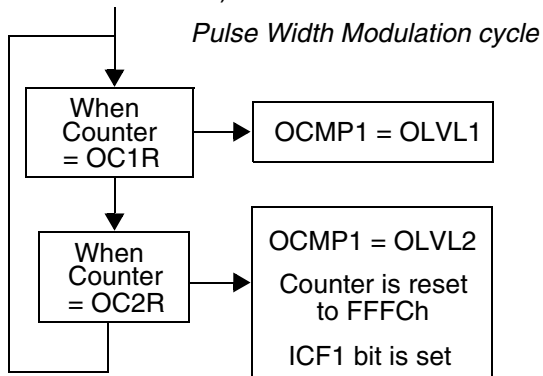 Pulse Width Modulation cycle
When
Counter
= OC1R
OCMP1 = OLVL1
When
Counter
= OC2R
OCMP1 = OLVL2
Counter is reset
to FFFCh
ICF1 bit is set